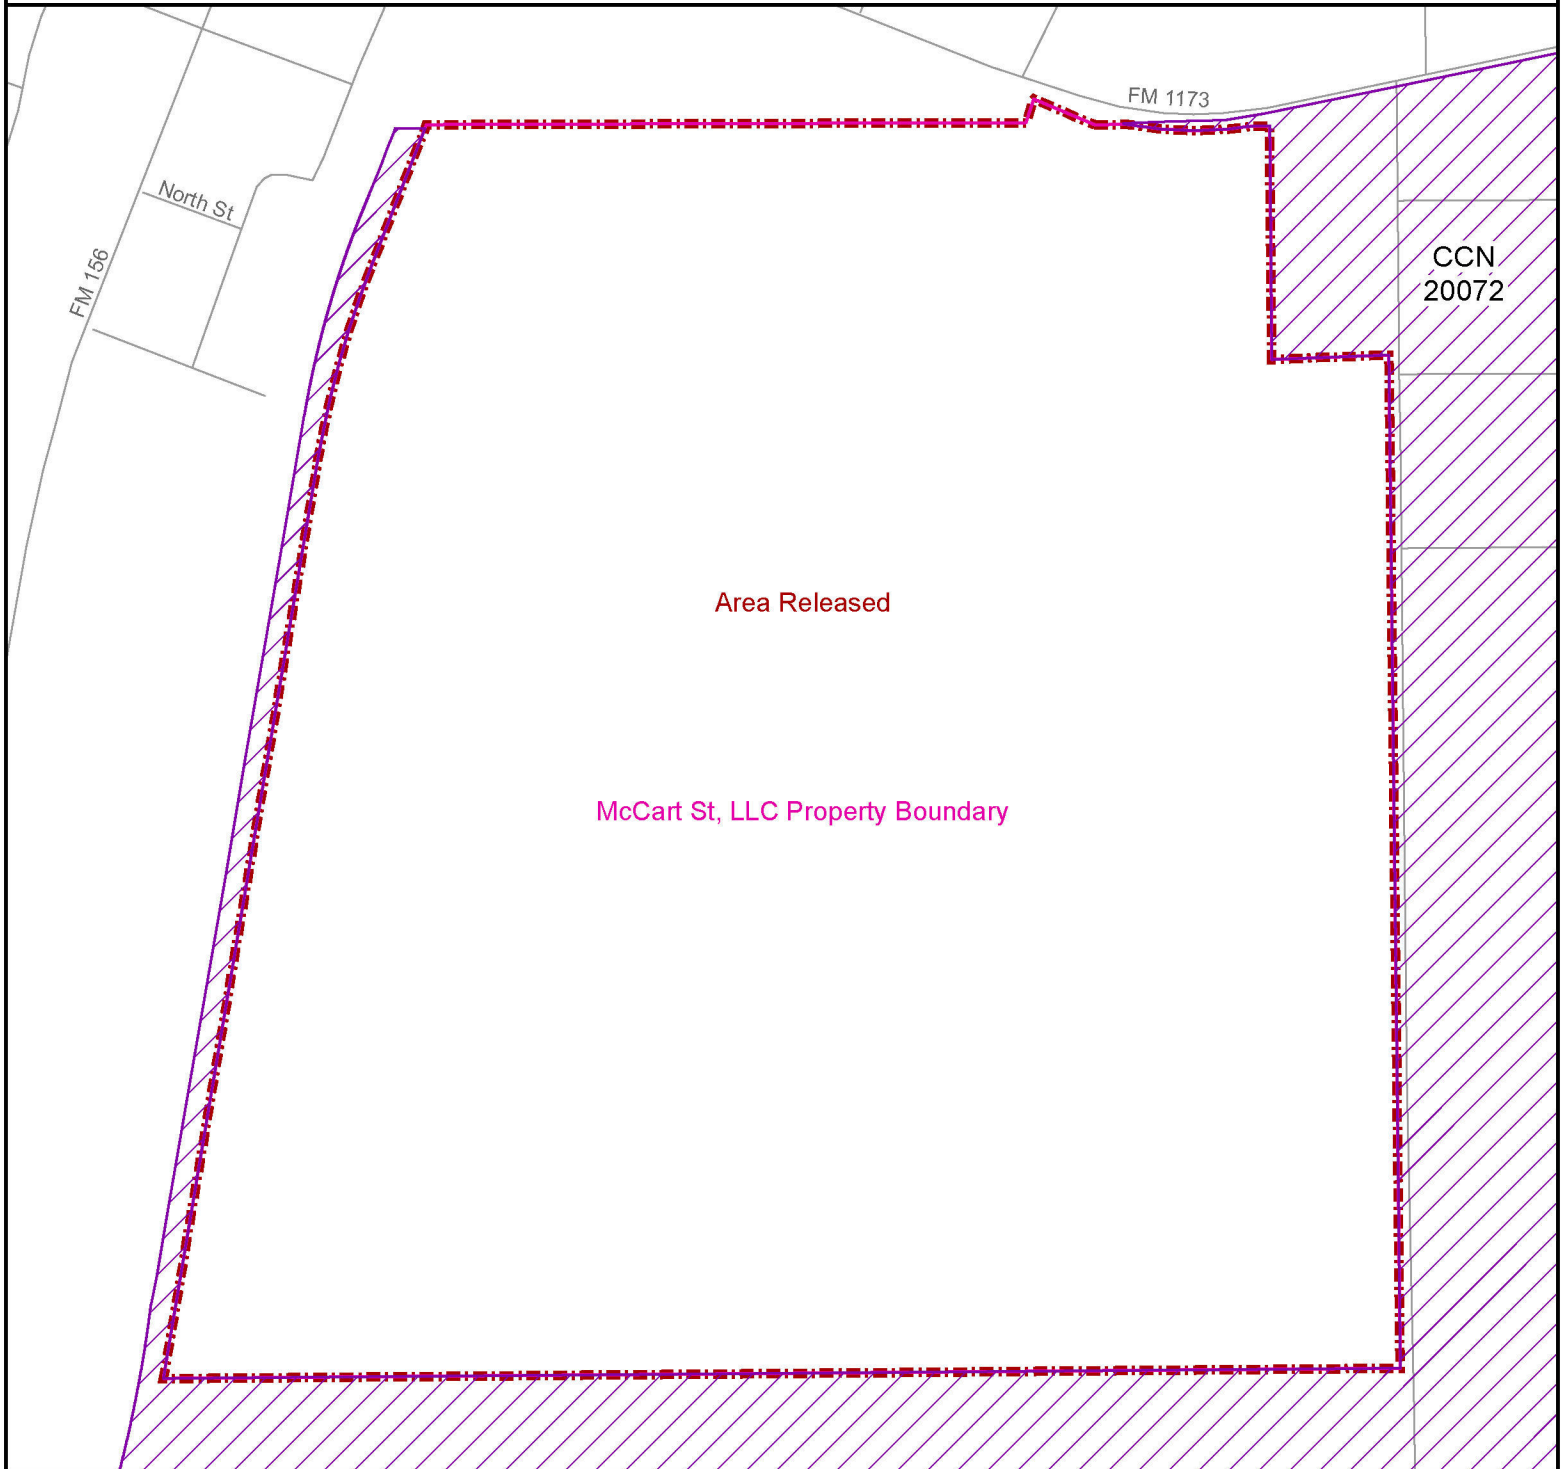 FM 1173
North St
FM 156
CCN
20072
Area Released
McCart St, LLC Property Boundary